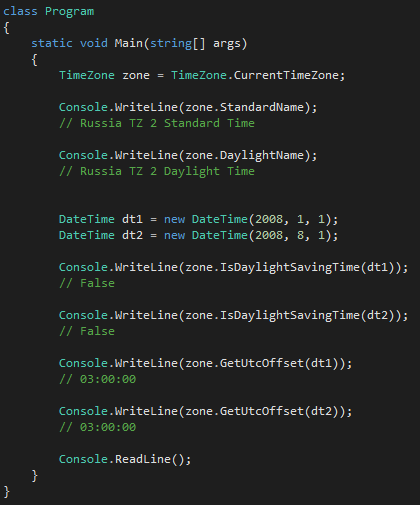 class Program
{
    static void Main(string[] args)
    {
        TimeZone zone = TimeZone.CurrentTimeZone;
        Console.WriteLine(zone.StandardName);
        // Russia TZ 2 Standard Time
        Console.WriteLine(zone.DaylightName);
        // Russia TZ 2 Daylight Time
        DateTime dt1 = new DateTime(2008, 1, 1);
        DateTime dt2 = new DateTime(2008, 8, 1);
        Console.WriteLine(zone.IsDaylightSavingTime(dt1));
        // False
        Console.WriteLine(zone.IsDaylightSavingTime(dt2));
        // False
        Console.WriteLine(zone.GetUtcOffset(dt1));
        // 03:00:00
        Console.WriteLine(zone.GetUtcOffset(dt2));
        // 03:00:00
        Console.ReadLine();
    }
}